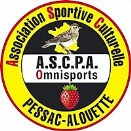 Association Sportive Culturelle
A.S.C.P.A.
Omnisports
PESSAC-ALOUETTE